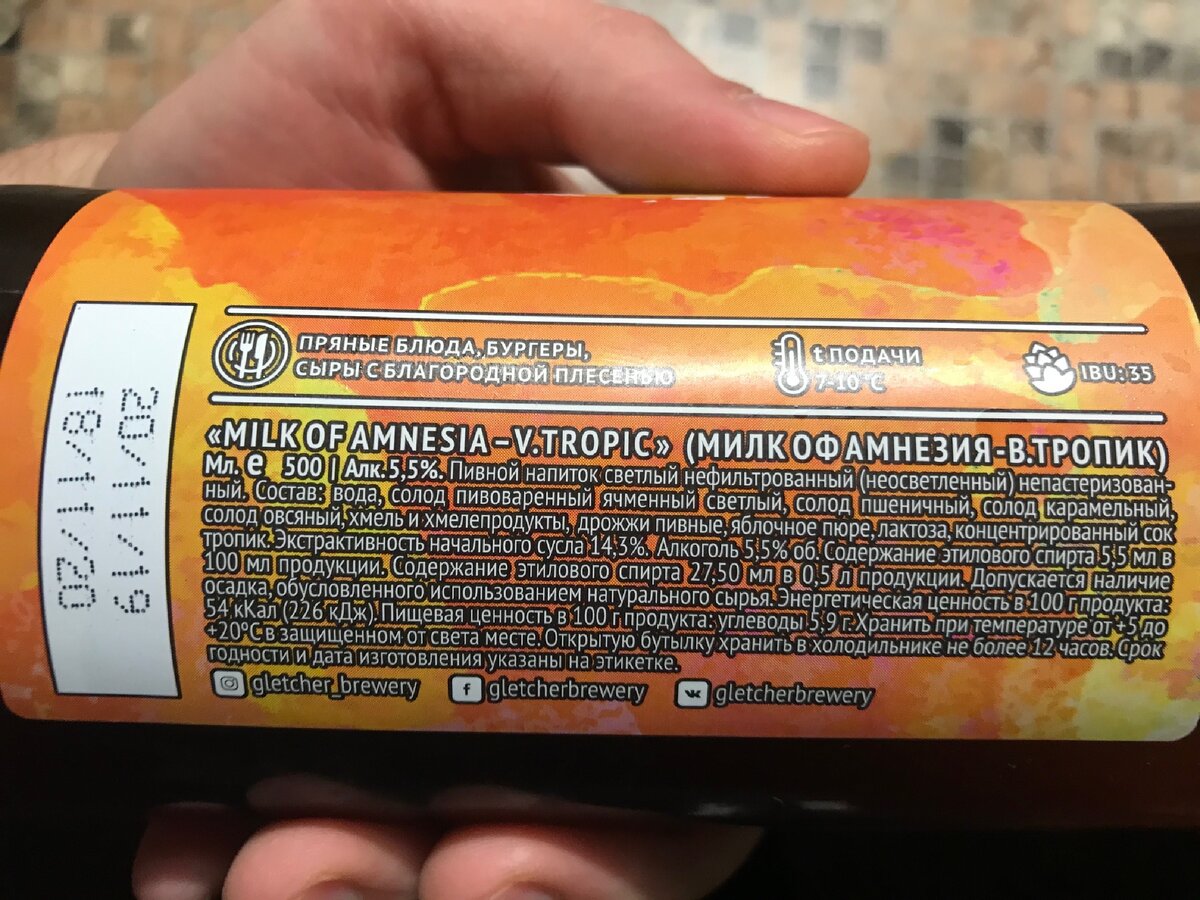 ПРЯНЫЕ БЛЮДА, БУРГЕРЫ,
СЫРЫ С БЛАГОРОДНОЙ ПЛЕСЕНЬЮ
t ПОДАЧИ
7-10°C
IBU: 35
20/11/19
18/11/20
«MILK OF AMNESIA – V.TROPIC» (МИЛК ОФ АМНЕЗИЯ-В.ТРОПИК)
Мл. e 500 | Алк. 5,5%. Пивной напиток светлый нефильтрованный (неосветленный) непастеризован-
ный. Состав: вода, солод пивоваренный ячменный светлый, солод пшеничный, солод карамельный,
солод овсяный, хмель и хмелепродукты, дрожжи пивные, яблочное пюре, лактоза, концентрированный сок
тропик. Экстрактивность начального сусла 14,3%. Алкоголь 5,5% об. Содержание этилового спирта 5,5 мл в
100 мл продукции. Содержание этилового спирта 27,50 мл в 0,5 л продукции. Допускается наличие
осадка, обусловленного использованием натурального сырья. Энергетическая ценность в 100 г продукта:
54 кКал (226 кДж). Пищевая ценность в 100 г продукта: углеводы 5,9 г. Хранить при температуре от +5 до
+20°С в защищенном от света месте. Открытую бутылку хранить в холодильнике не более 12 часов. Срок
годности и дата изготовления указаны на этикетке.
gletcher_brewery
gletcherbrewery
gletcherbrewery